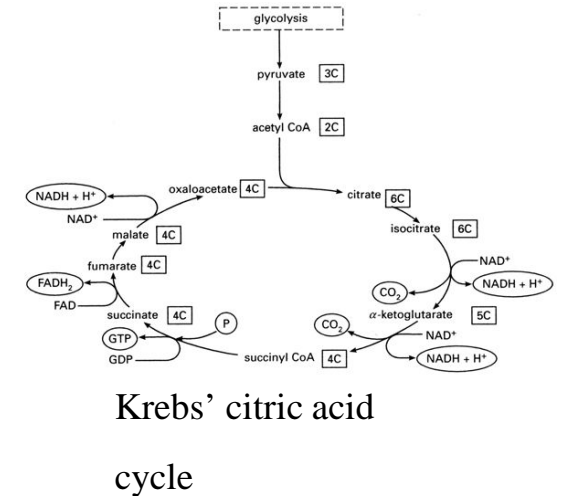 glycolysis
pyruvate 3C
acetyl CoA 2C
oxaloacetate 4C
citrate 6C
isocitrate 6C
NADH + H⁺
NAD⁺
malate 4C
fumarate 4C
FADH₂
FAD
succinate 4C
GTP
GDP
P
succinyl CoA 4C
NAD⁺
NADH + H⁺
CO₂
α-ketoglutarate 5C
CO₂
NAD⁺
NADH + H⁺
Krebs’ citric acid
cycle